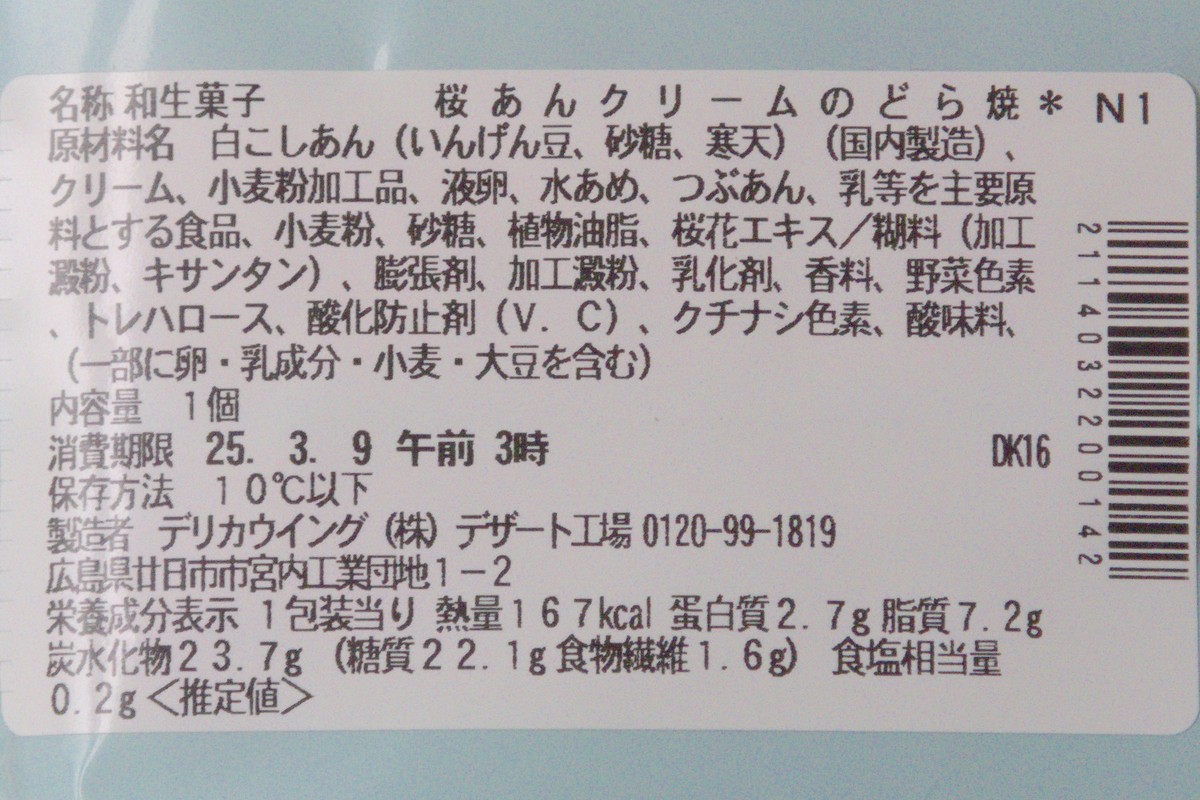 名称 和生菓子 桜あんクリームのどら焼* N1
原材料名 白こしあん(いんげん豆、砂糖、寒天)(国内製造)、
クリーム、小麦粉加工品、液卵、水あめ、つぶあん、乳等を主要原
料とする食品、小麦粉、砂糖、植物油脂、桜花エキス/糊料(加工
澱粉、キサンタン)、膨張剤、加工澱粉、乳化剤、香料、野菜色素
、トレハロース、酸化防止剤(V.C)、クチナシ色素、酸味料、
(一部に卵・乳成分・小麦・大豆を含む)
内容量 1個
消費期限 25. 3. 9 午前 3時 DK16
保存方法 10℃以下
製造者 デリカウイング(株) デザート工場 0120-99-1819
広島県廿日市市宮内工業団地1-2
栄養成分表示 1包装当り 熱量167kcal 蛋白質2.7g 脂質7.2g
炭水化物23.7g (糖質22.1g 食物繊維1.6g) 食塩相当量
0.2g<推定値>
2114032200142